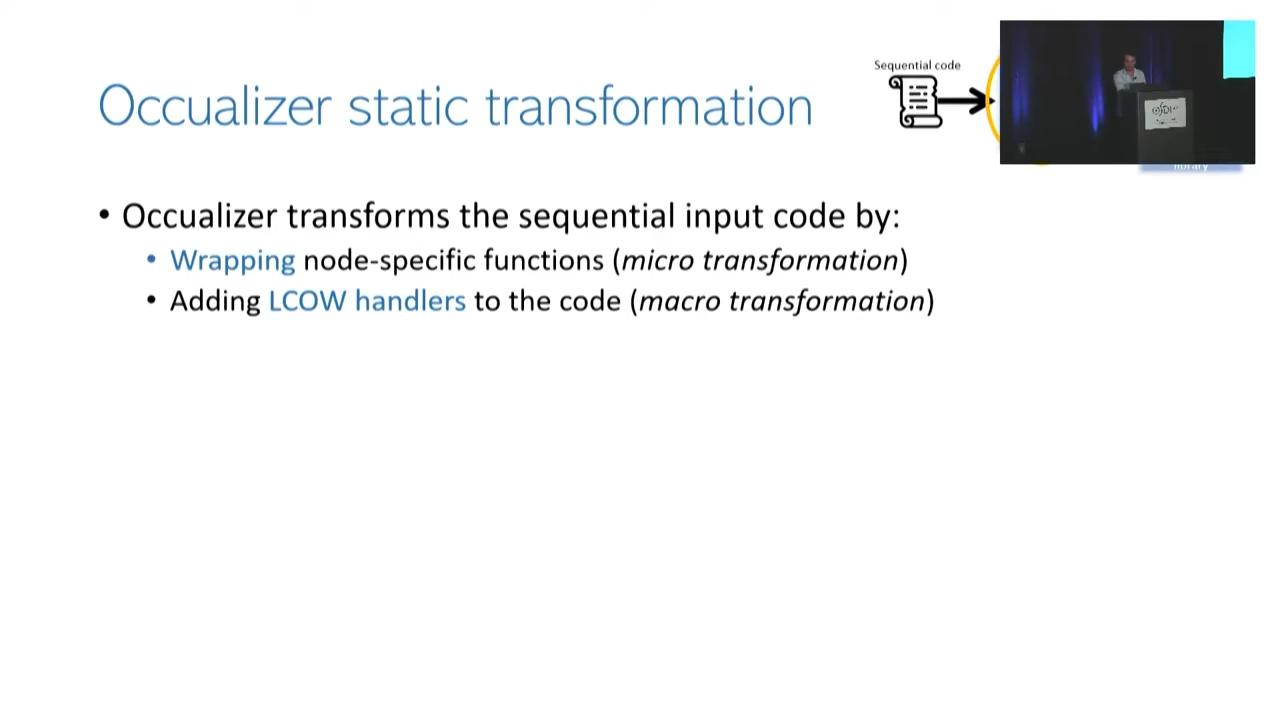 Sequential code
Occualizer static transformation
library
• Occualizer transforms the sequential input code by:
• Wrapping node-specific functions (micro transformation)
• Adding LCOW handlers to the code (macro transformation)